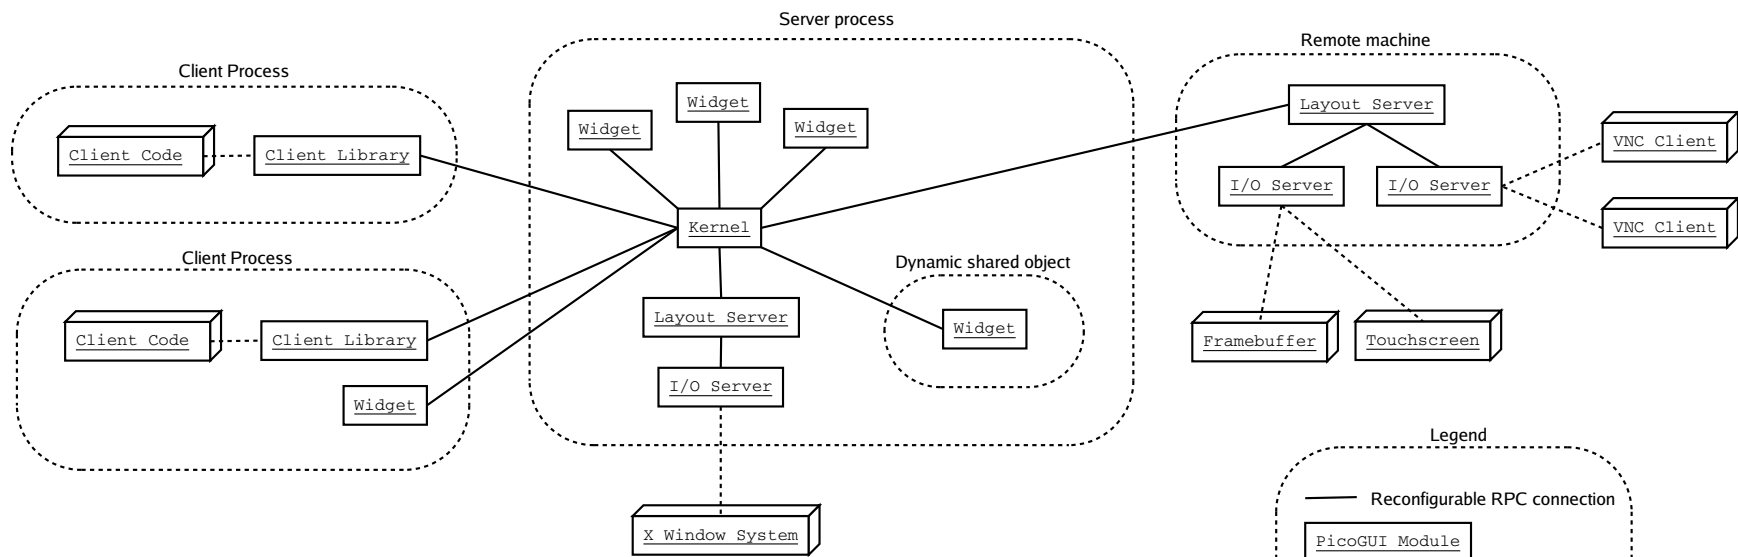 Server process
Remote machine
Client Process
Layout Server
Widget
Widget
Widget
VNC Client
Client Code
Client Library
I/O Server
I/O Server
Kernel
VNC Client
Client Process
Dynamic shared object
Layout Server
Widget
Client Code
Client Library
Framebuffer
Touchscreen
I/O Server
Widget
Legend
Reconfigurable RPC connection
X Window System
PicoGUI Module